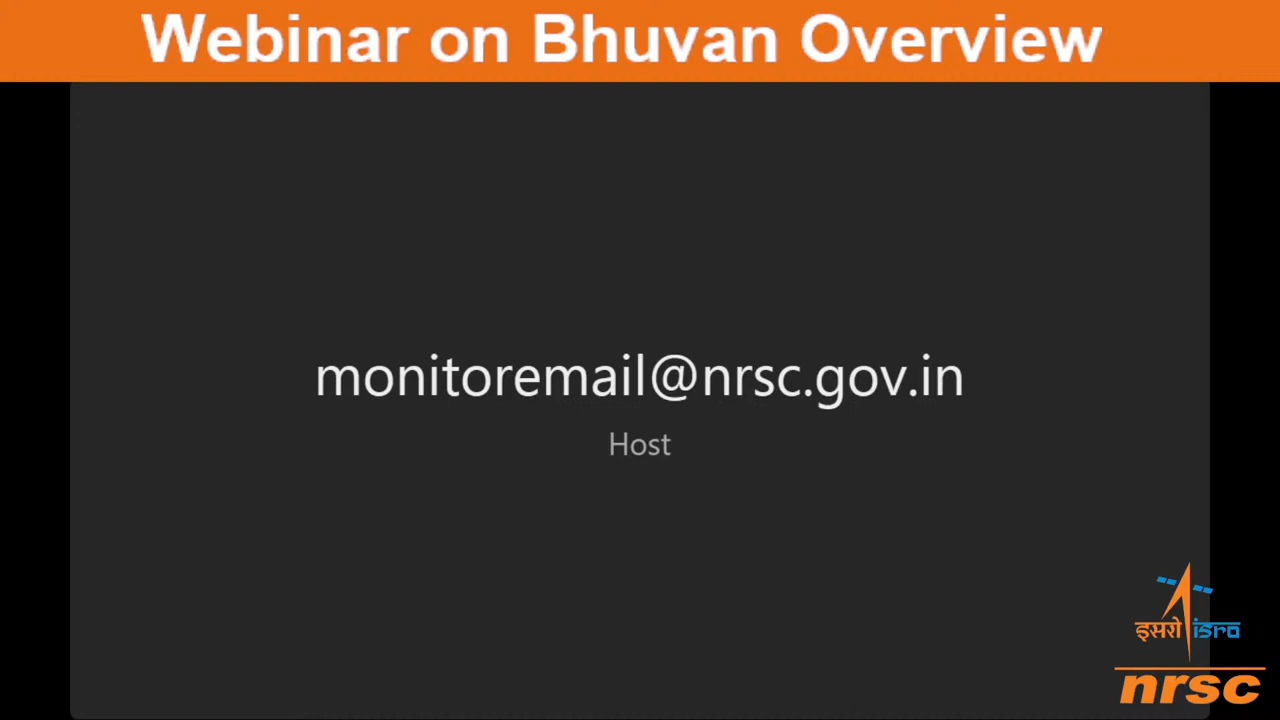 Webinar on Bhuvan Overview
monitoremail@nrsc.gov.in
Host
इसरो isro
nrsc